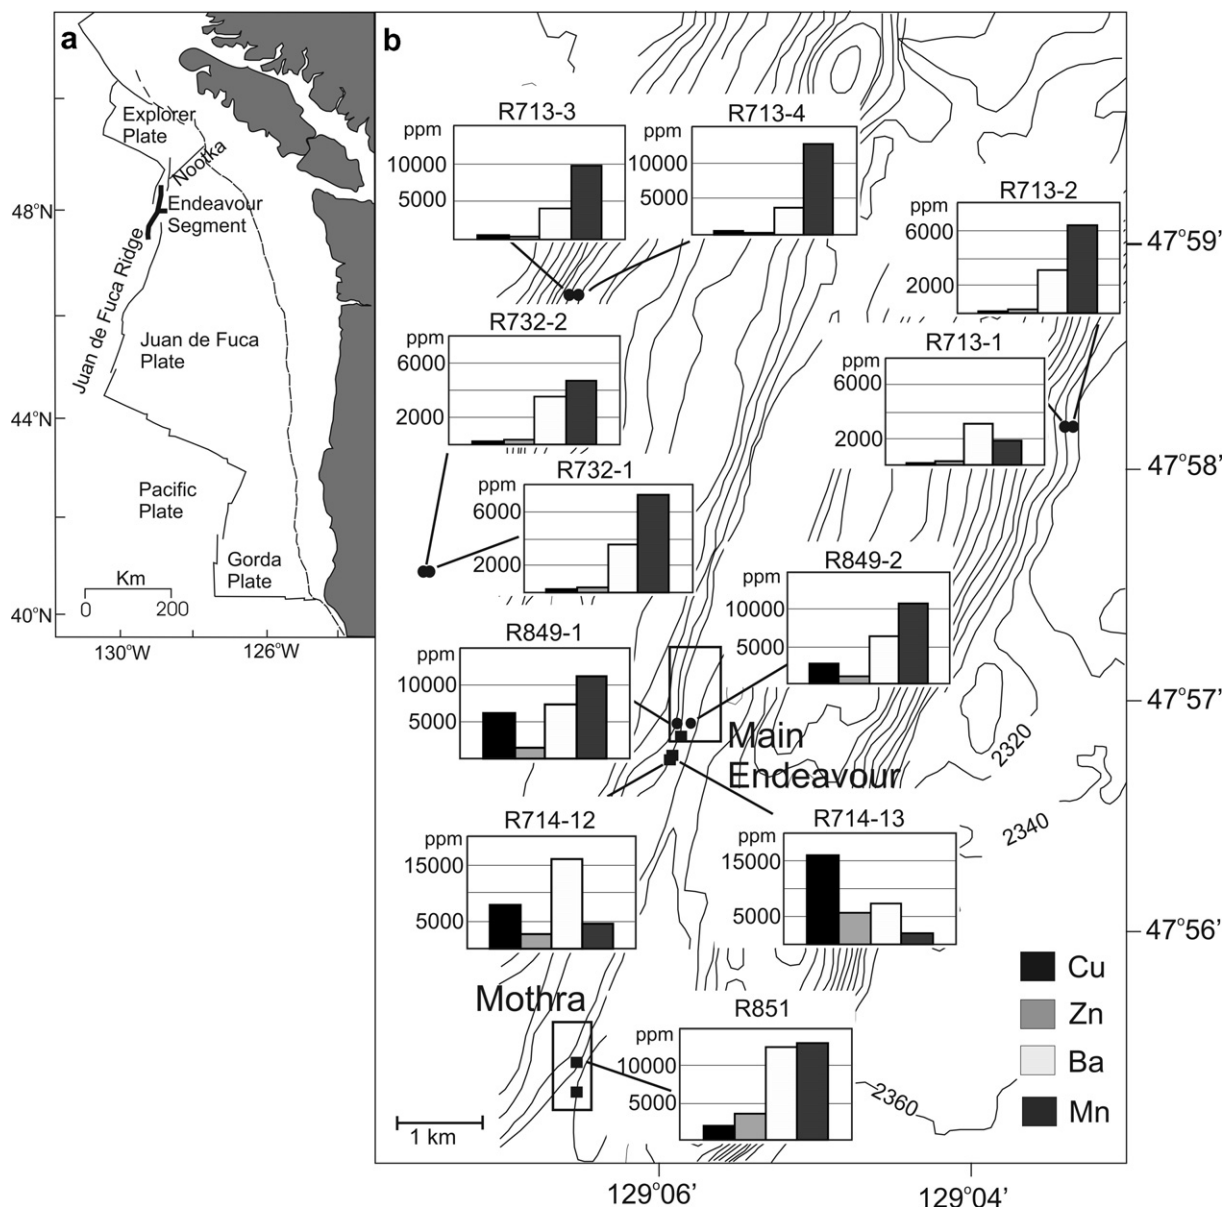 a
Explorer
Plate
Nootka
48°N
Endeavour
Segment
Juan de Fuca Ridge
Juan de Fuca
Plate
44°N
Pacific
Plate
Gorda
Plate
Km
0 200
40°N
130°W 126°W
b
R713-3
ppm
10000
5000
R713-4
ppm
10000
5000
R713-2
ppm
6000
2000
47°59’
R732-2
ppm
6000
2000
R713-1
ppm
6000
2000
47°58’
R732-1
ppm
6000
2000
R849-2
ppm
10000
5000
R849-1
ppm
10000
5000
47°57’
Main
Endeavour
2320
2340
R714-12
ppm
15000
5000
R714-13
ppm
15000
5000
47°56’
Mothra
R851
ppm
10000
5000
2360
Cu
Zn
Ba
Mn
1 km
129°06’ 129°04’